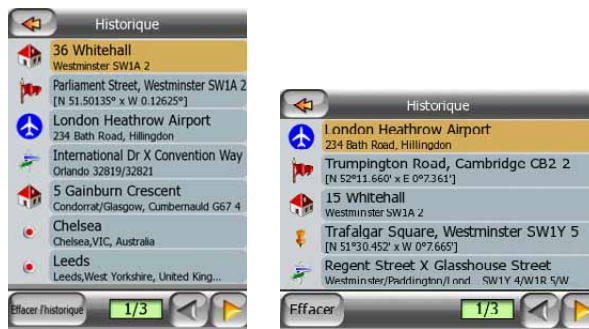 Historique
36 Whitehall
Westminster SW1A 2
Parliament Street, Westminster SW1A 2
[N 51.50135° x W 0.12625°]
London Heathrow Airport
234 Bath Road, Hillingdon
International Dr X Convention Way
Orlando 32819/32821
5 Gainburn Crescent
Condorrat/Glasgow, Cumbernauld G67 4
Chelsea
Chelsea,VIC, Australia
Leeds
Leeds,West Yorkshire, United King...
Effacer l'historique
1/3
Historique
London Heathrow Airport
234 Bath Road, Hillingdon
Trumpington Road, Cambridge CB2 2
[N 52°11.660' x E 0°7.361']
15 Whitehall
Westminster SW1A 2
Trafalgar Square, Westminster SW1Y 5
[N 51°30.452' x W 0°7.665']
Regent Street X Glasshouse Street
Westminster/Paddington/Lond... SW1Y 4/W1R 5/W...
Effacer
1/3